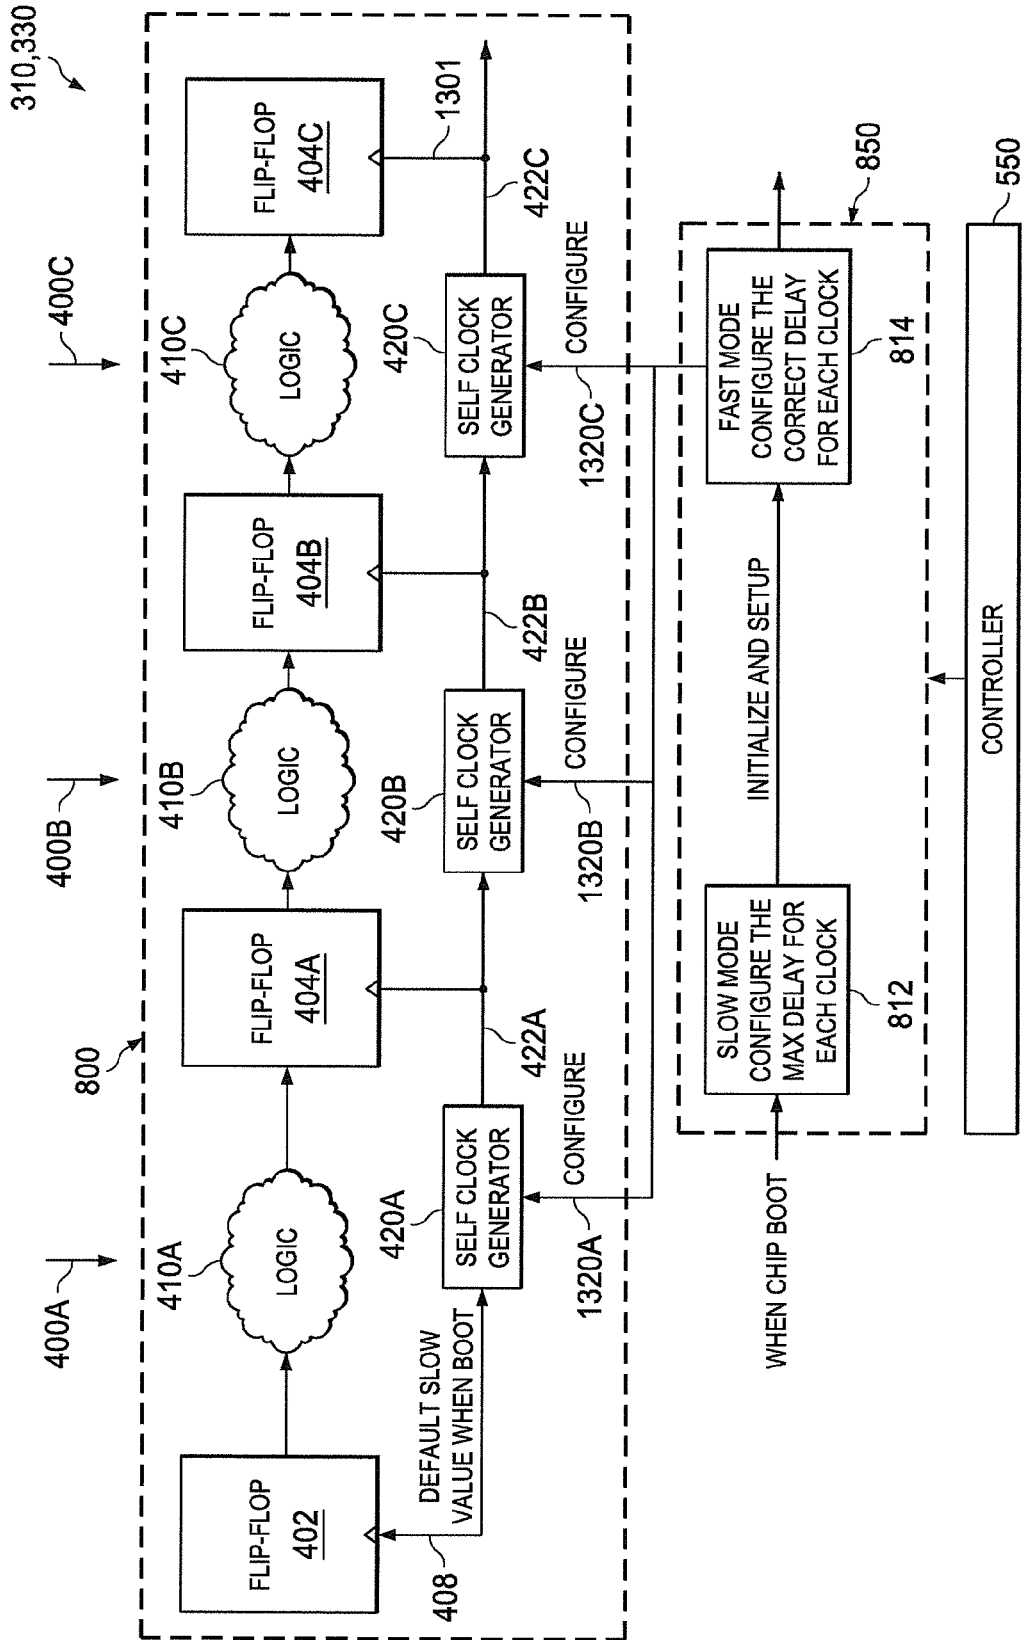 310,330
400A
400B
400C
800
FLIP-FLOP
402
410A
LOGIC
FLIP-FLOP
404A
410B
LOGIC
FLIP-FLOP
404B
410C
LOGIC
FLIP-FLOP
404C
408
DEFAULT SLOW
VALUE WHEN BOOT
420A
SELF CLOCK
GENERATOR
422A
420B
SELF CLOCK
GENERATOR
422B
420C
SELF CLOCK
GENERATOR
422C
1301
1320A
CONFIGURE
1320B
CONFIGURE
1320C
CONFIGURE
WHEN CHIP BOOT
SLOW MODE
CONFIGURE THE
MAX DELAY FOR
EACH CLOCK
812
INITIALIZE AND SETUP
FAST MODE
CONFIGURE THE
CORRECT DELAY
FOR EACH CLOCK
814
850
CONTROLLER
550